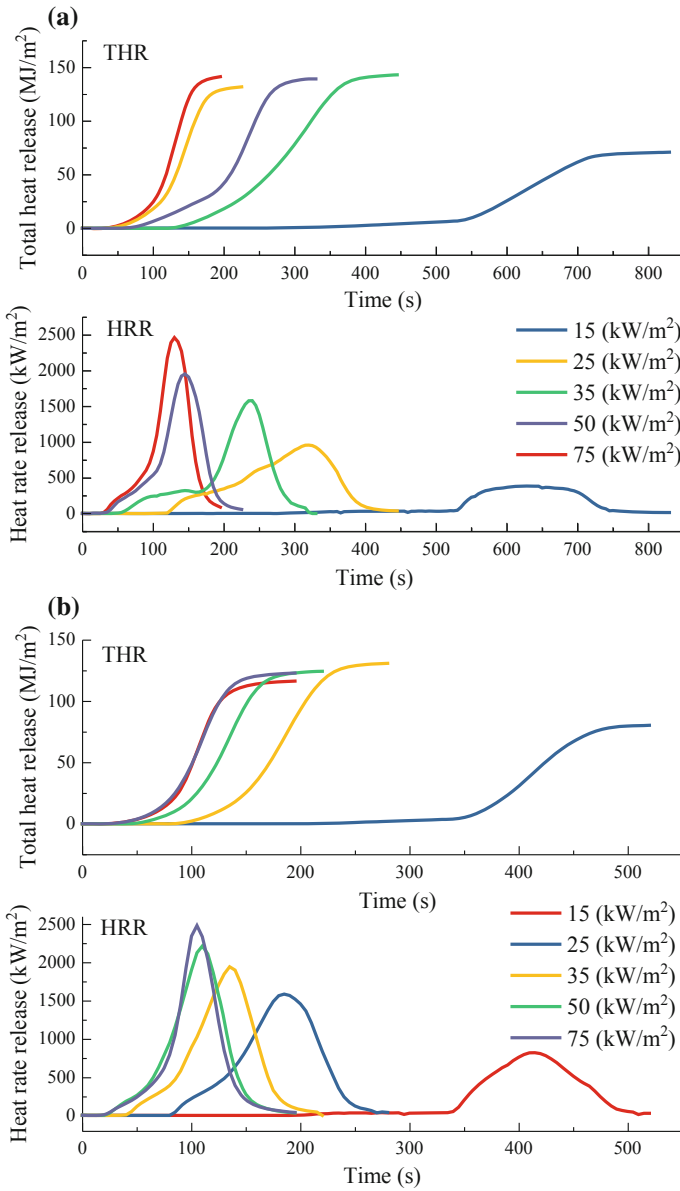 (a)
THR
Total heat release (MJ/m²)
150
100
50
0
0 100 200 300 400 500 600 700 800
Time (s)
HRR
Heat rate release (kW/m²)
2500
2000
1500
1000
500
0
15 (kW/m²)
25 (kW/m²)
35 (kW/m²)
50 (kW/m²)
75 (kW/m²)
0 100 200 300 400 500 600 700 800
Time (s)
(b)
THR
Total heat release (MJ/m²)
150
100
50
0
0 100 200 300 400 500
Time (s)
HRR
Heat rate release (kW/m²)
2500
2000
1500
1000
500
0
15 (kW/m²)
25 (kW/m²)
35 (kW/m²)
50 (kW/m²)
75 (kW/m²)
0 100 200 300 400 500
Time (s)